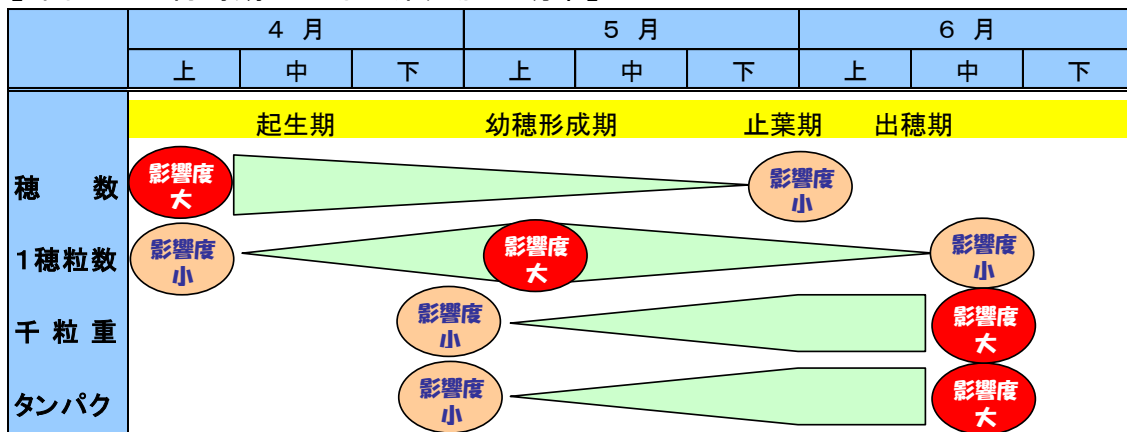 ４ 月 ５ 月 ６ 月
上 中 下 上 中 下 上 中 下
起生期 幼穂形成期 止葉期 出穂期
穂 数 影響度 大 影響度 小
1穂粒数 影響度 小 影響度 大 影響度 小
千 粒 重 影響度 小 影響度 大
タンパク 影響度 小 影響度 大